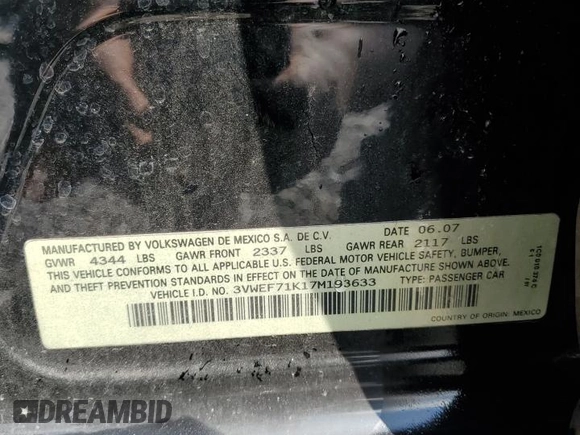 MANUFACTURED BY VOLKSWAGEN DE MEXICO S.A. DE C.V. DATE 06.07
GVWR 4344 LBS GAWR FRONT 2337 LBS GAWR REAR 2117 LBS
THIS VEHICLE CONFORMS TO ALL APPLICABLE U.S. FEDERAL MOTOR VEHICLE SAFETY, BUMPER,
AND THEFT PREVENTION STANDARDS IN EFFECT ON THE DATE OF MANUFACTURE SHOWN ABOVE.
VEHICLE I.D. NO. 3VWEF71K17M193633 TYPE: PASSENGER CAR
COUNTRY OF ORIGIN: MEXICO
DREAMBID